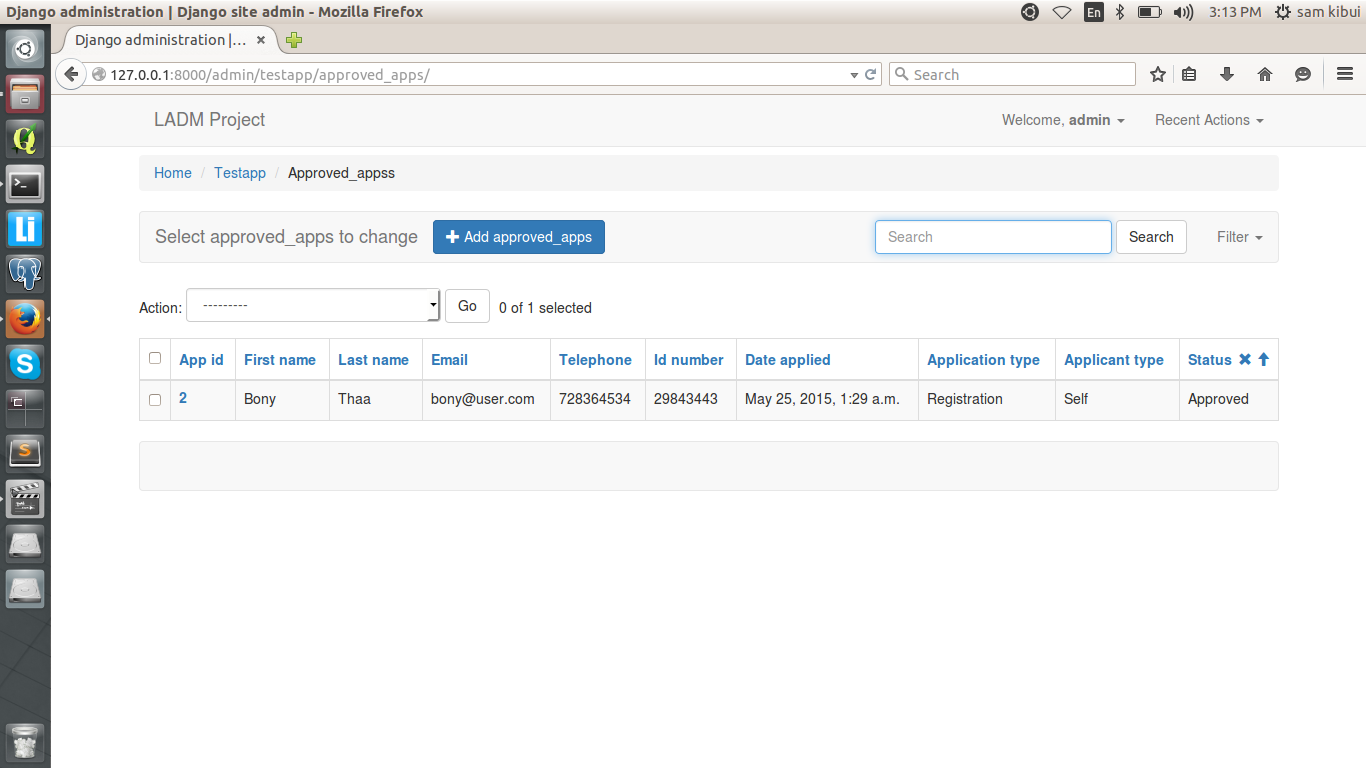 Django administration | Django site admin - Mozilla Firefox
En
3:13 PM
sam kibui
Django administration |...
127.0.0.1:8000/admin/testapp/approved_apps/
Search
LADM Project
Welcome, admin
Recent Actions
Home / Testapp / Approved_appss
Select approved_apps to change
Add approved_apps
Search
Search
Filter
Action:
---------
Go
0 of 1 selected
App id First name Last name Email Telephone Id number Date applied Application type Applicant type Status
2 Bony Thaa bony@user.com 728364534 29843443 May 25, 2015, 1:29 a.m. Registration Self Approved
Li
S